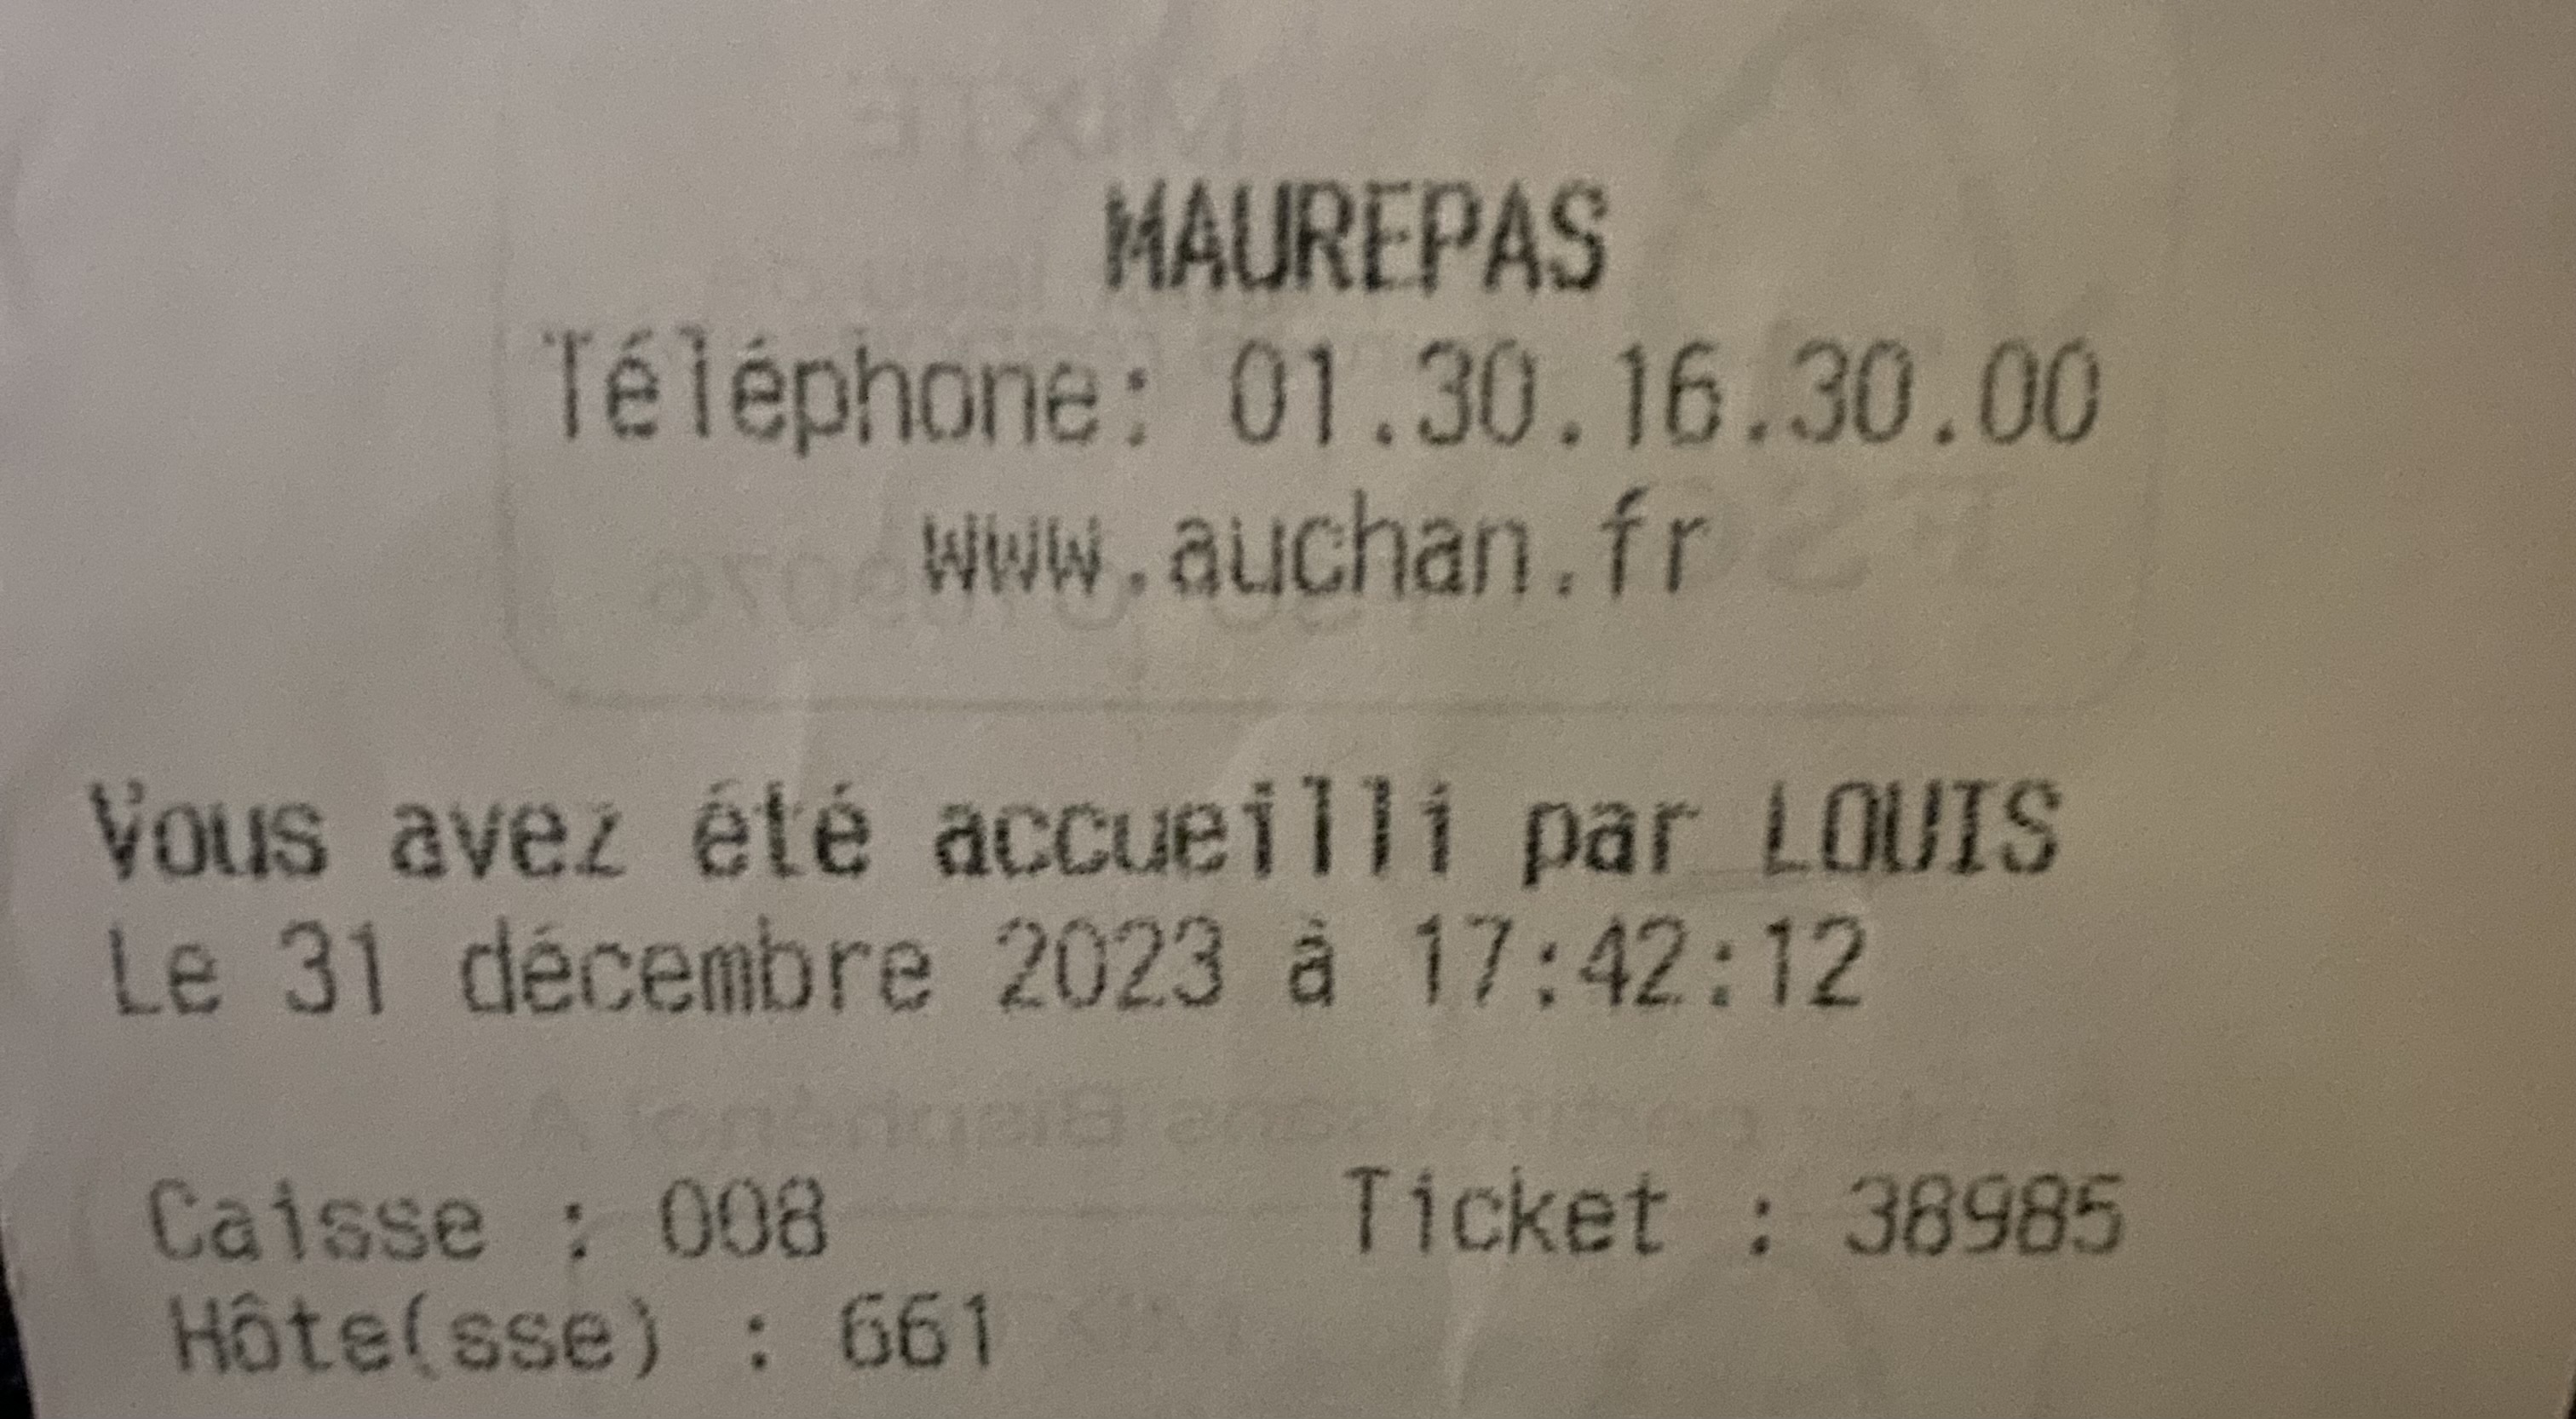 MAUREPAS
Téléphone: 01.30.16.30.00
www.auchan.fr
Vous avez été accueilli par LOUIS
Le 31 décembre 2023 à 17:42:12
Caisse : 008 Ticket : 38985
Hôte(sse) : 661